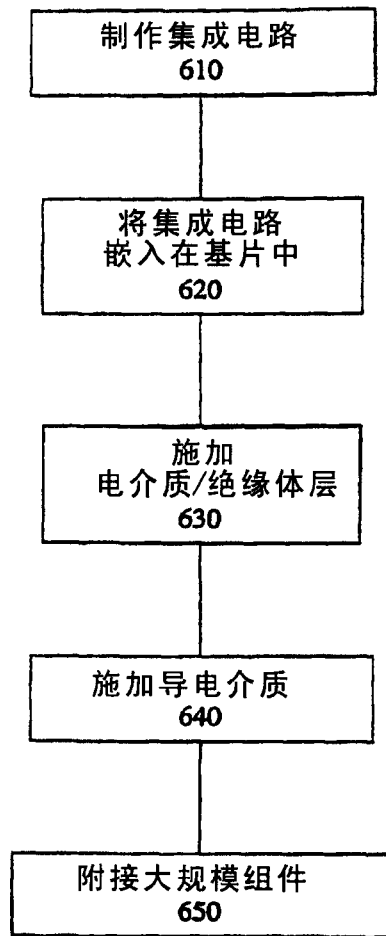 制作集成电路
610
将集成电路
嵌入在基片中
620
施加
电介质/绝缘体层
630
施加导电介质
640
附接大规模组件
650